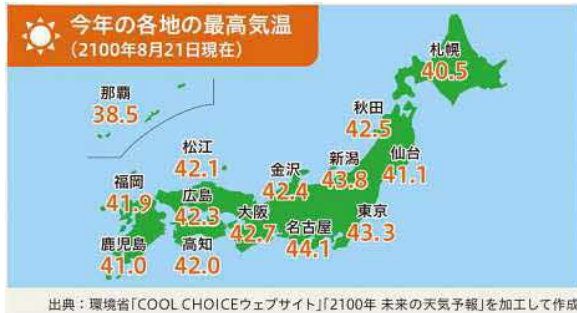 今年の各地の最高気温
(2100年8月21日現在)
札幌
40.5
那覇
38.5
秋田
42.5
松江
42.1
金沢
42.4
新潟
43.8
仙台
41.1
福岡
41.9
広島
42.3
大阪
42.7
名古屋
44.1
東京
43.3
鹿児島
41.0
高知
42.0
出典:環境省「COOL CHOICEウェブサイト」「2100年 未来の天気予報」を加工して作成